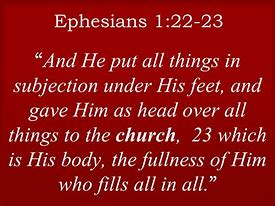 Ephesians 1:22-23
“And He put all things in
subjection under His feet, and
gave Him as head over all
things to the church,  23 which
is His body, the fullness of Him
who fills all in all.”